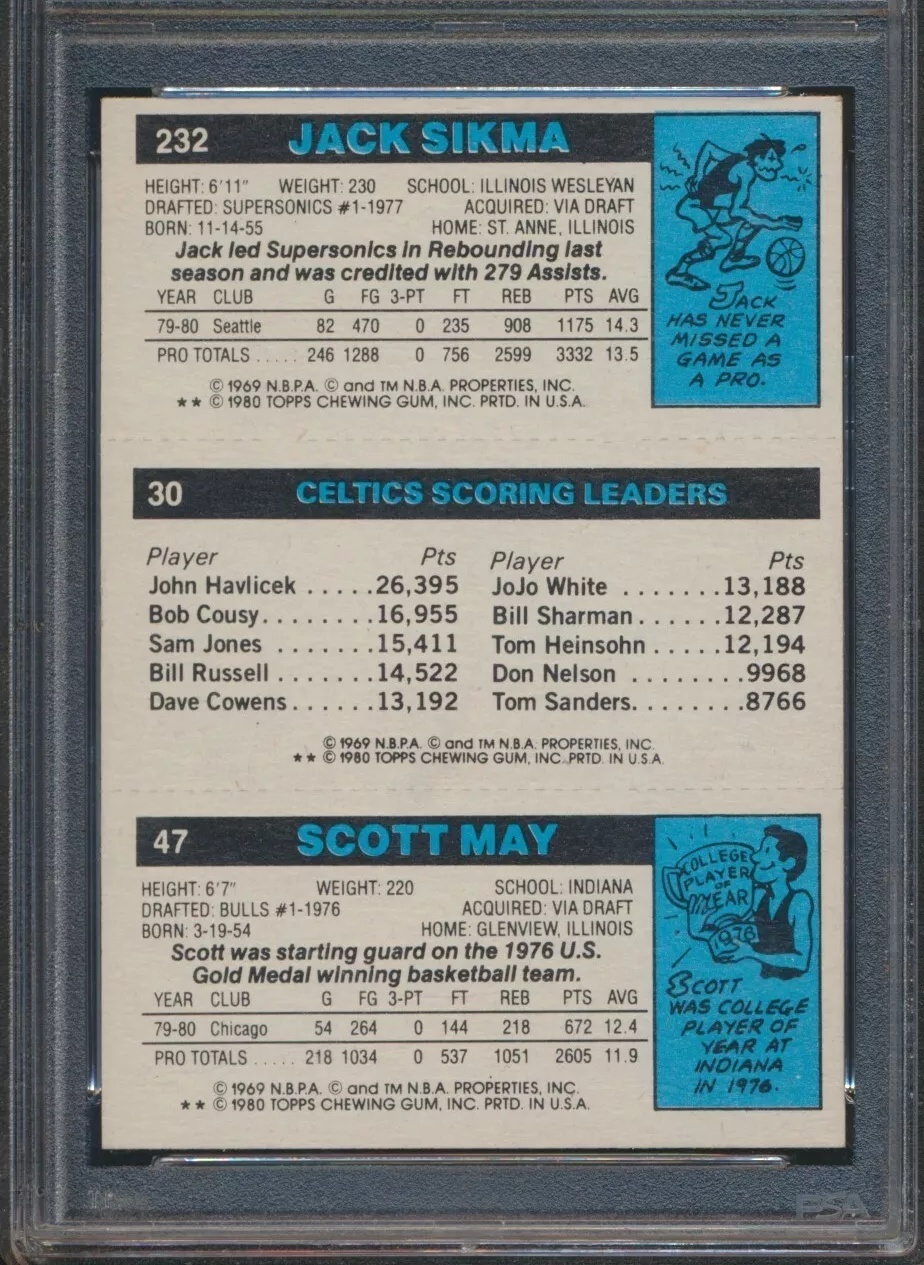 232 JACK SIKMA
HEIGHT: 6'11" WEIGHT: 230 SCHOOL: ILLINOIS WESLEYAN
DRAFTED: SUPERSONICS #1-1977 ACQUIRED: VIA DRAFT
BORN: 11-14-55 HOME: ST. ANNE, ILLINOIS
Jack led Supersonics in Rebounding last
season and was credited with 279 Assists.
YEAR CLUB G FG 3-PT FT REB PTS AVG
79-80 Seattle 82 470 0 235 908 1175 14.3
PRO TOTALS ..... 246 1288 0 756 2599 3332 13.5
© 1969 N.B.P.A. © and TM N.B.A. PROPERTIES, INC.
** © 1980 TOPPS CHEWING GUM, INC. PRTD. IN U.S.A.
JACK
HAS NEVER
MISSED A
GAME AS
A PRO.
30 CELTICS SCORING LEADERS
Player Pts Player Pts
John Havlicek .....26,395 JoJo White .......13,188
Bob Cousy........16,955 Bill Sharman......12,287
Sam Jones .......15,411 Tom Heinsohn .....12,194
Bill Russell .......14,522 Don Nelson ........9968
Dave Cowens......13,192 Tom Sanders........8766
© 1969 N.B.P.A. © and TM N.B.A. PROPERTIES, INC.
** © 1980 TOPPS CHEWING GUM, INC. PRTD. IN U.S.A.
47 SCOTT MAY
HEIGHT: 6'7" WEIGHT: 220 SCHOOL: INDIANA
DRAFTED: BULLS #1-1976 ACQUIRED: VIA DRAFT
BORN: 3-19-54 HOME: GLENVIEW, ILLINOIS
Scott was starting guard on the 1976 U.S.
Gold Medal winning basketball team.
YEAR CLUB G FG 3-PT FT REB PTS AVG
79-80 Chicago 54 264 0 144 218 672 12.4
PRO TOTALS ..... 218 1034 0 537 1051 2605 11.9
© 1969 N.B.P.A. © and TM N.B.A. PROPERTIES, INC.
** © 1980 TOPPS CHEWING GUM, INC. PRTD. IN U.S.A.
COLLEGE
PLAYER
OF
YEAR
1976
SCOTT
WAS COLLEGE
PLAYER OF
YEAR AT
INDIANA
IN 1976.
PSA